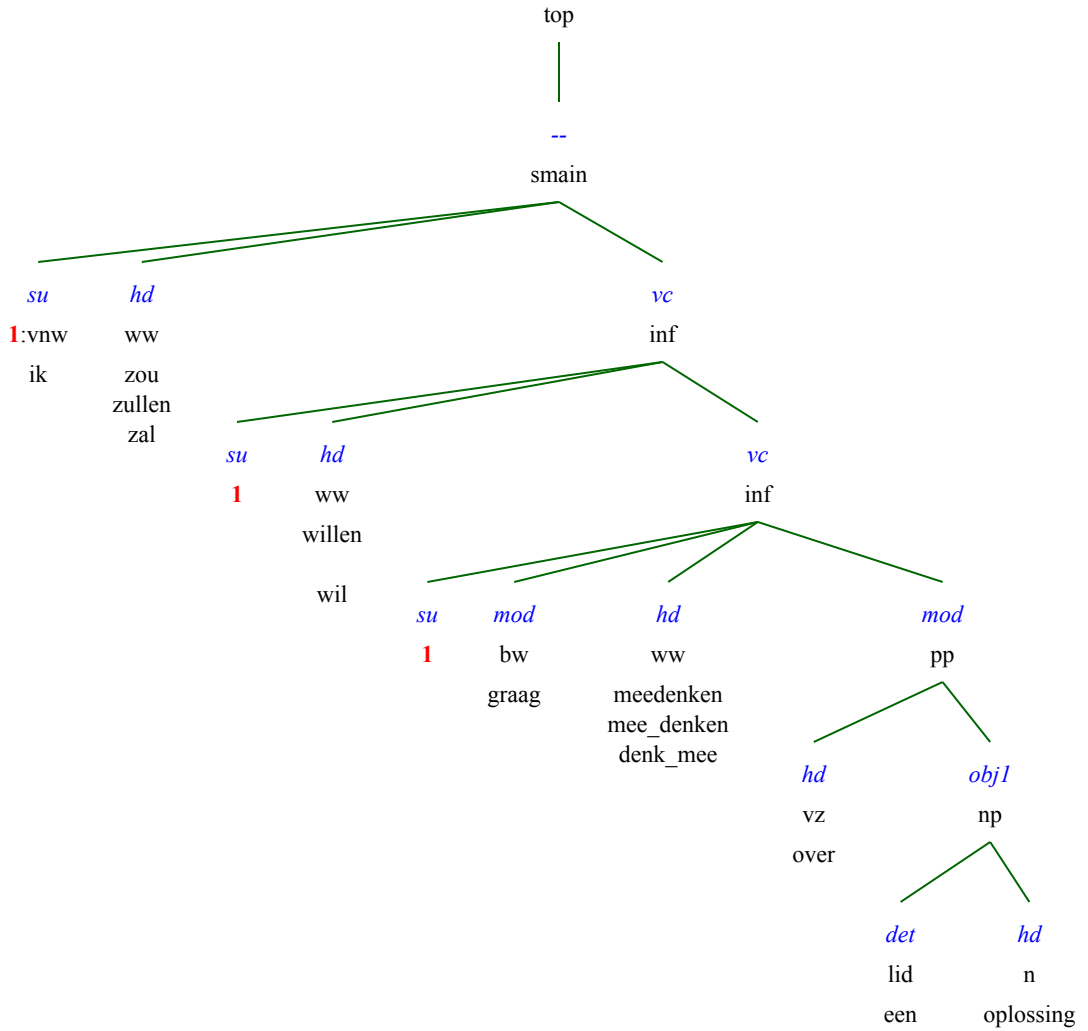 top
--
smain
su hd vc
1:vnw ww inf
ik zou
zullen
zal
su hd vc
1 ww inf
willen
wil
su mod hd mod
1 bw ww pp
graag meedenken
mee_denken
denk_mee
hd obj1
vz np
over
det hd
lid n
een oplossing